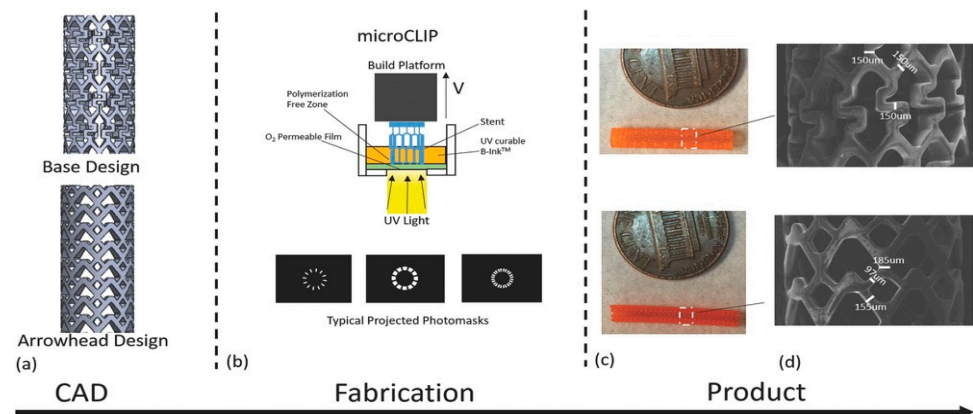 Base Design
Arrowhead Design
(a)
CAD
microCLIP
Build Platform
V
Polymerization
Free Zone
O₂ Permeable Film
Stent
UV curable
B-Ink™
UV Light
Typical Projected Photomasks
(b)
Fabrication
(c)
150um
150um
150um
185um
97um
155um
(d)
Product